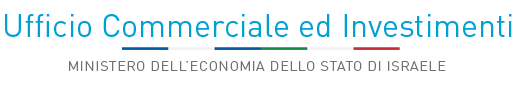 Ufficio Commerciale ed Investimenti
MINISTERO DELL'ECONOMIA DELLO STATO DI ISRAELE